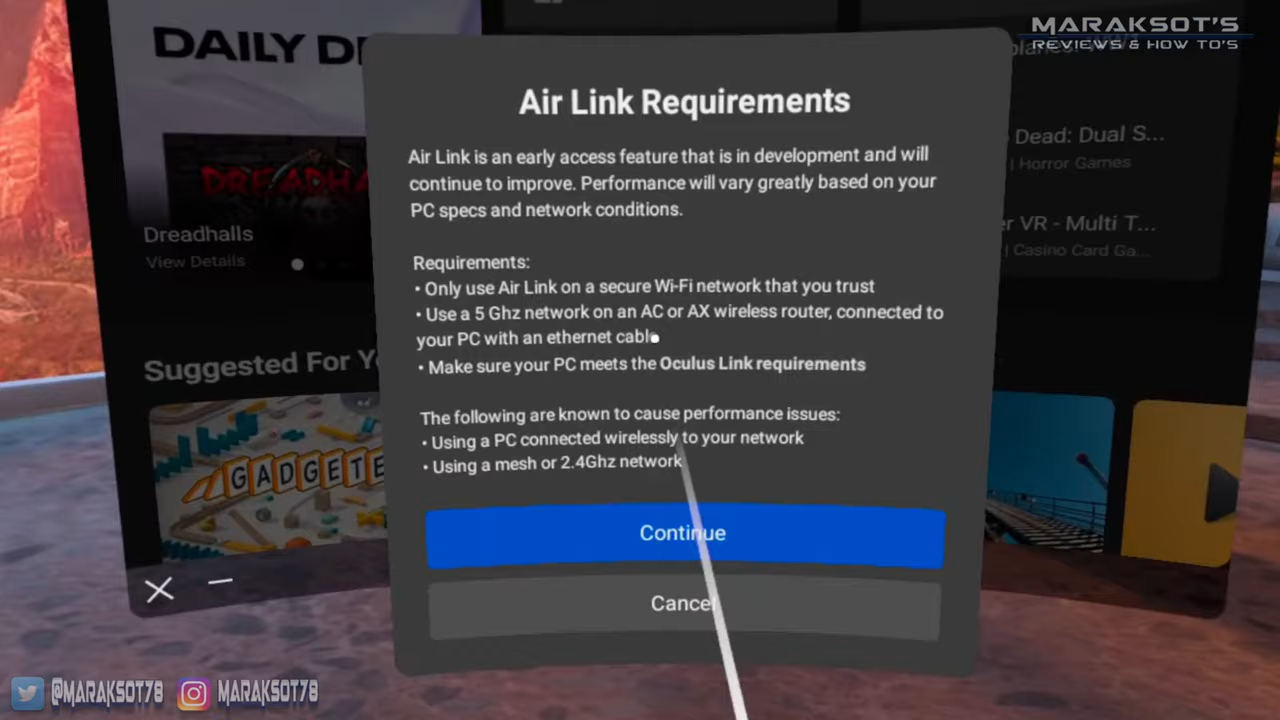 MARAKSOT'S
REVIEWS & HOW TO'S
DAILY
Air Link Requirements
Air Link is an early access feature that is in development and will
continue to improve. Performance will vary greatly based on your
PC specs and network conditions.
Requirements:
• Only use Air Link on a secure Wi-Fi network that you trust
• Use a 5 Ghz network on an AC or AX wireless router, connected to
your PC with an ethernet cable
• Make sure your PC meets the Oculus Link requirements
The following are known to cause performance issues:
• Using a PC connected wirelessly to your network
• Using a mesh or 2.4Ghz network
Continue
Cancel
Dreadhalls
View Details
Suggested For
GADGETE
Dead: Dual S...
| Horror Games
VR - Multi T...
| Casino Card Ga...
@MARAKSOT78
MARAKSOT78